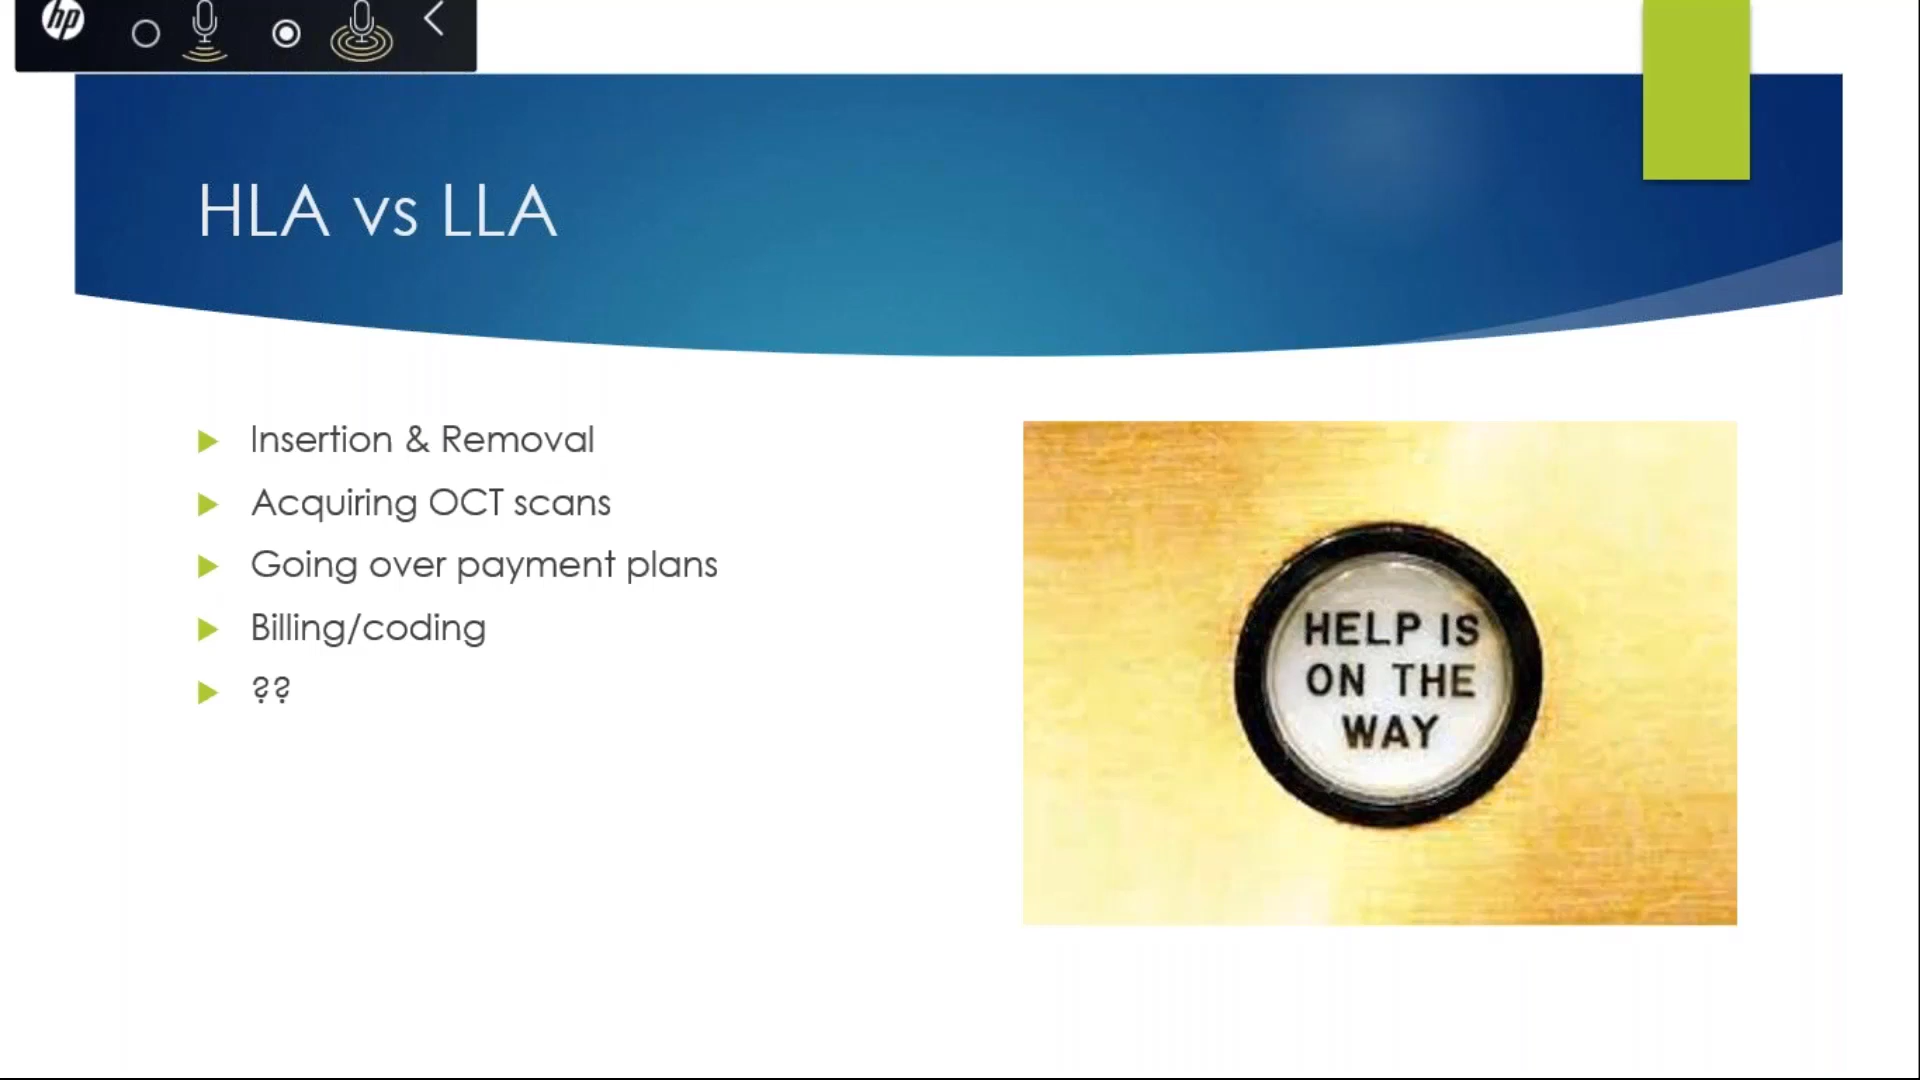 hp
HLA vs LLA
Insertion & Removal
Acquiring OCT scans
Going over payment plans
Billing/coding
??
HELP IS
ON THE
WAY